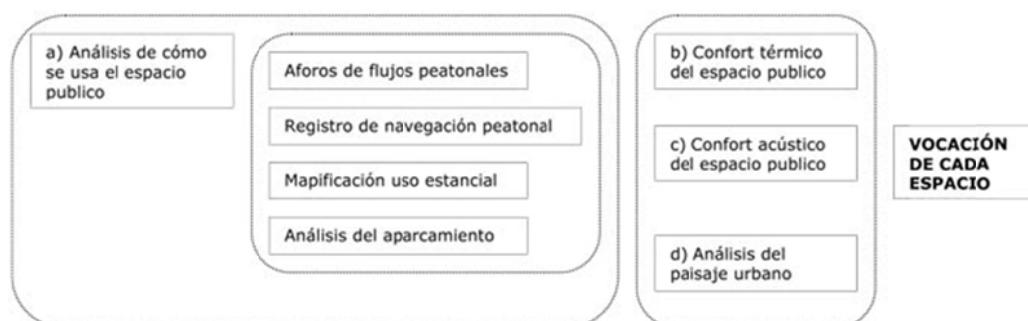 a) Análisis de cómo
se usa el espacio
publico
Aforos de flujos peatonales
Registro de navegación peatonal
Mapificación uso estancial
Análisis del aparcamiento
b) Confort térmico
del espacio publico
c) Confort acústico
del espacio publico
d) Análisis del
paisaje urbano
VOCACIÓN
DE CADA
ESPACIO